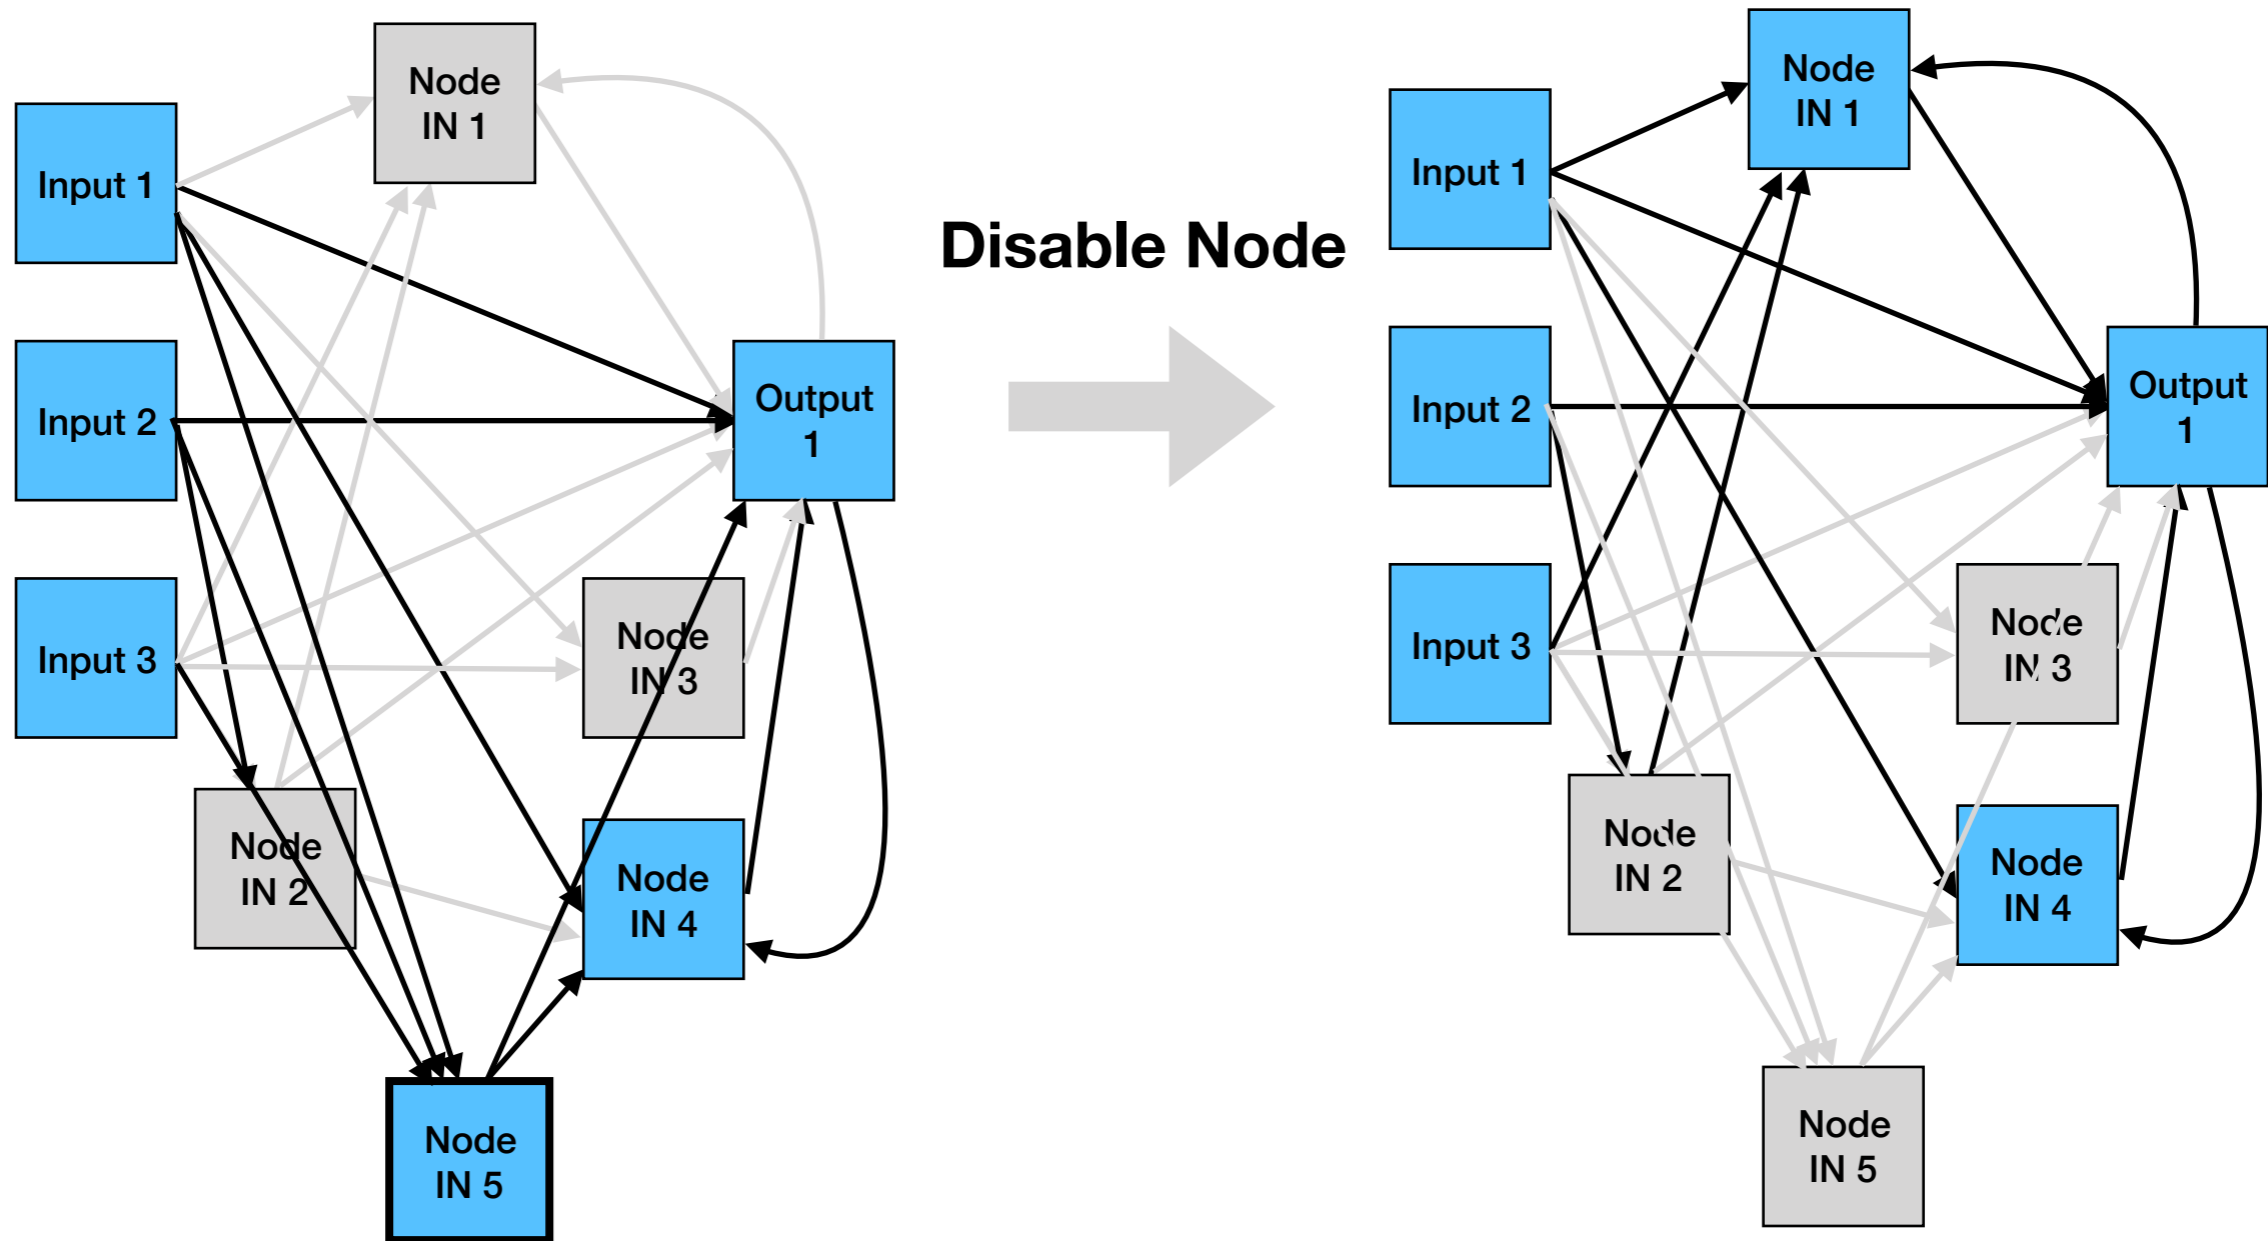 Node
IN 1
Input 1
Input 2
Output
1
Input 3
Node
IN 3
Node
IN 2
Node
IN 4
Node
IN 5
Disable Node
Node
IN 1
Input 1
Input 2
Output
1
Input 3
Node
IN 3
Node
IN 2
Node
IN 4
Node
IN 5